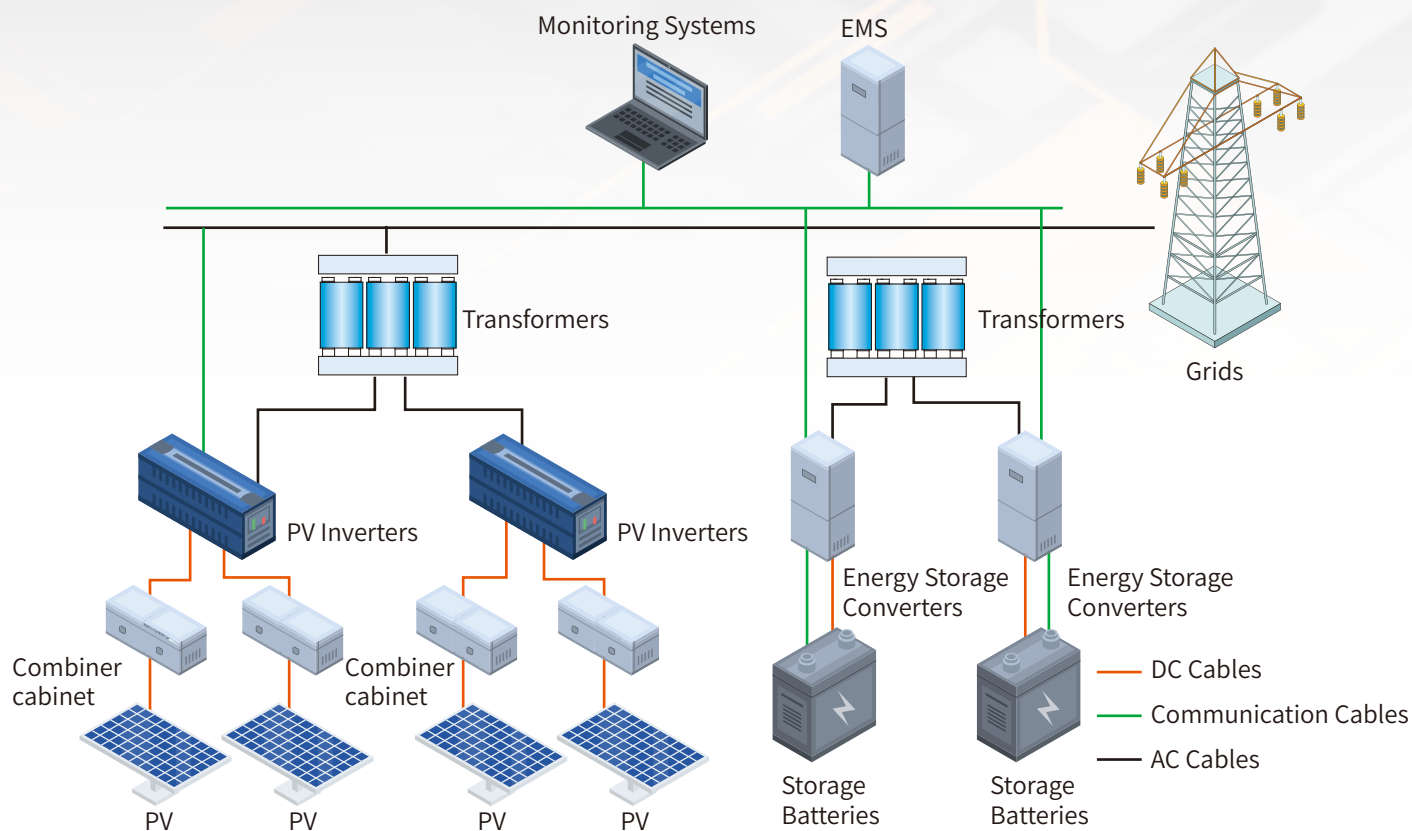 Monitoring Systems
EMS
Transformers
Transformers
Grids
PV Inverters
PV Inverters
Energy Storage
Converters
Energy Storage
Converters
Combiner
cabinet
Combiner
cabinet
DC Cables
Communication Cables
AC Cables
Storage
Batteries
Storage
Batteries
PV
PV
PV
PV